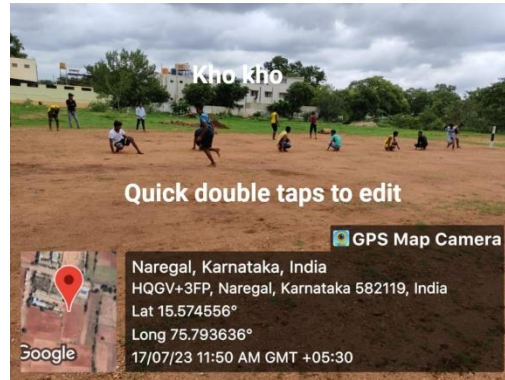 Kho kho
Quick double taps to edit
GPS Map Camera
Naregal, Karnataka, India
HQGV+3FP, Naregal, Karnataka 582119, India
Lat 15.574556°
Long 75.793636°
17/07/23 11:50 AM GMT +05:30
Google